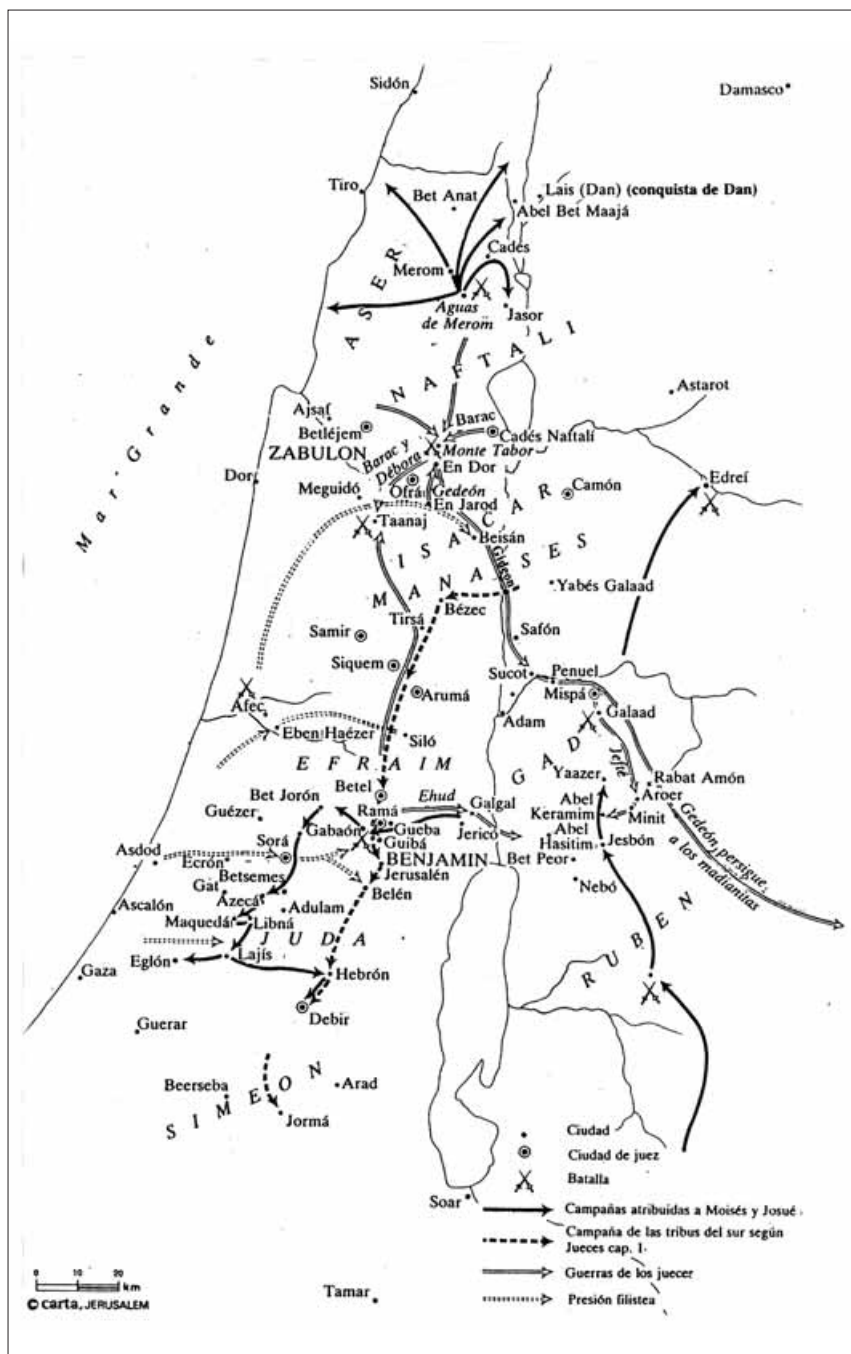 Sidón
Damasco
Tiro
Bet Anat
Lais (Dan) (conquista de Dan)
Abel Bet Maajá
Cades
Merom
Aguas
de Merom
Jasor
ASER
NAFTALI
Mar Grande
Astarot
Ajsaf
Betléjem
Barac
Cadés Naftalí
ZABULON
Barac y
Débora
Monte Tabor
En Dor
Dor
Meguidó
Ofrá
Gedeón
En Jarod
Camón
Edreí
Taanaj
Beisán
ISACAR
Gideon
MANASES
Bézec
Yabés Galaad
Tirsá
Samir
Safón
Siquem
Sucot
Penuel
Mispá
Arumá
Adam
Galaad
Afec
Eben Haézer
Siló
Jefté
EFRAIM
GAD
Yaazer
Rabat Amón
Betel
Aroer
Bet Jorón
Ehud
Galgal
Abel
Keramim
Minit
Guézer
Ramá
Gabaón
Gueba
Jericó
Abel
Hasitim
Jesbón
Gedeón persigue
a los madianitas
Sorá
Guibá
Asdod
Ecrón
BENJAMIN
Bet Peor
Jerusalén
Gat
Betsemes
Belén
Nebó
Azecá
Ascalón
Adulam
Maquedá
Libná
JUDA
RUBEN
Eglón
Lajís
Hebrón
Gaza
Debir
Guerar
Beerseba
Arad
SIMEON
Jormá
Ciudad
Ciudad de juez
Batalla
Soar
Campañas atribuidas a Moisés y Josué
Campaña de las tribus del sur según
Jueces cap. I
Guerras de los juecer
Presión filistea
0 10 20
km
© carta, JERUSALEM
Tamar